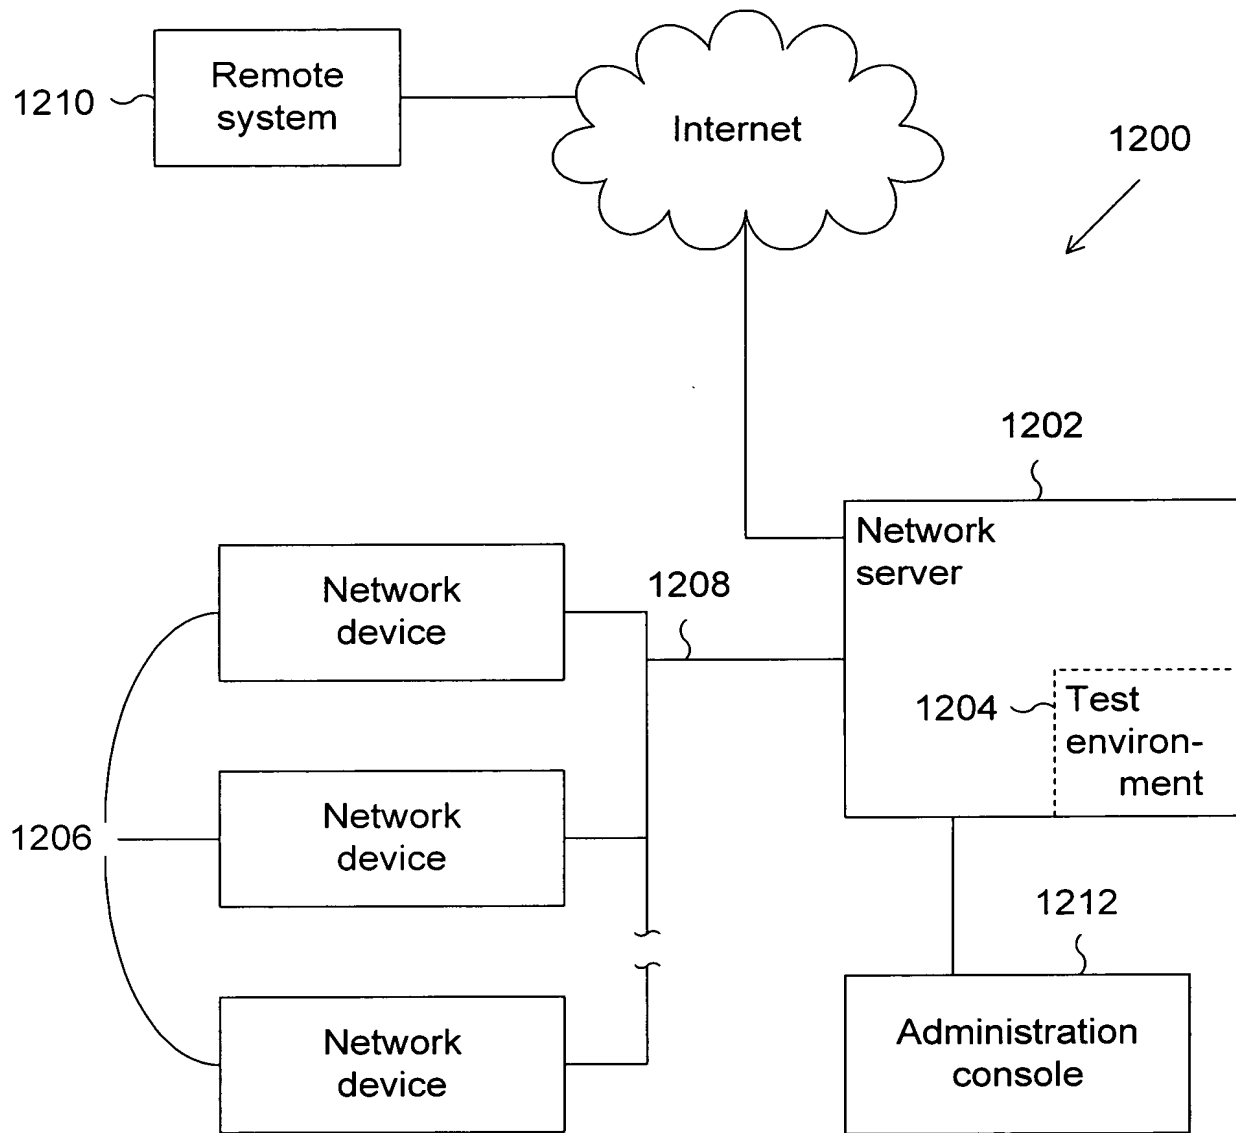 Remote
system
1210
Internet
1200
1202
Network
server
Network
device
1208
1204
Test
environ-
ment
Network
device
1206
1212
Network
device
Administration
console